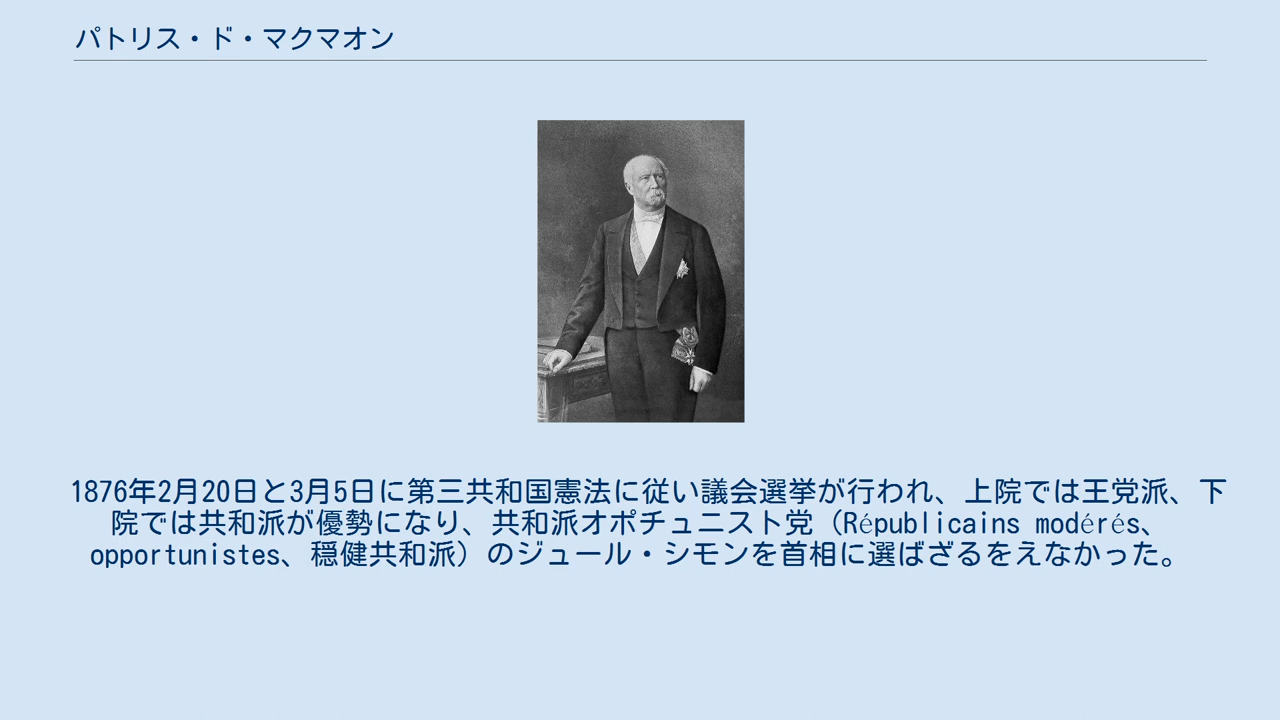 パトリス・ド・マクマオン
1876年2月20日と3月5日に第三共和国憲法に従い議会選挙が行われ、上院では王党派、下
院では共和派が優勢になり、共和派オポチュニスト党（Républicains modérés、
opportunistes、穏健共和派）のジュール・シモンを首相に選ばざるをえなかった。